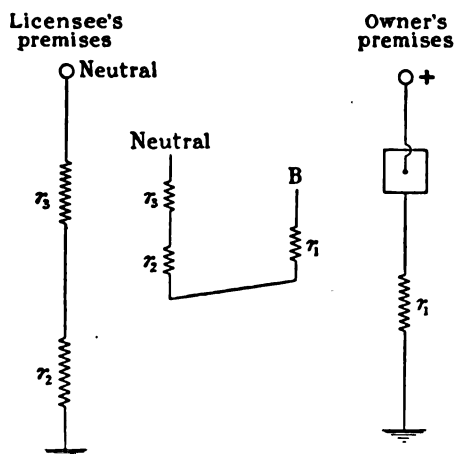 Licensee's
premises
Neutral
r₃
r₂
Neutral
r₃
r₂
B
r₁
Owner's
premises
+
r₁